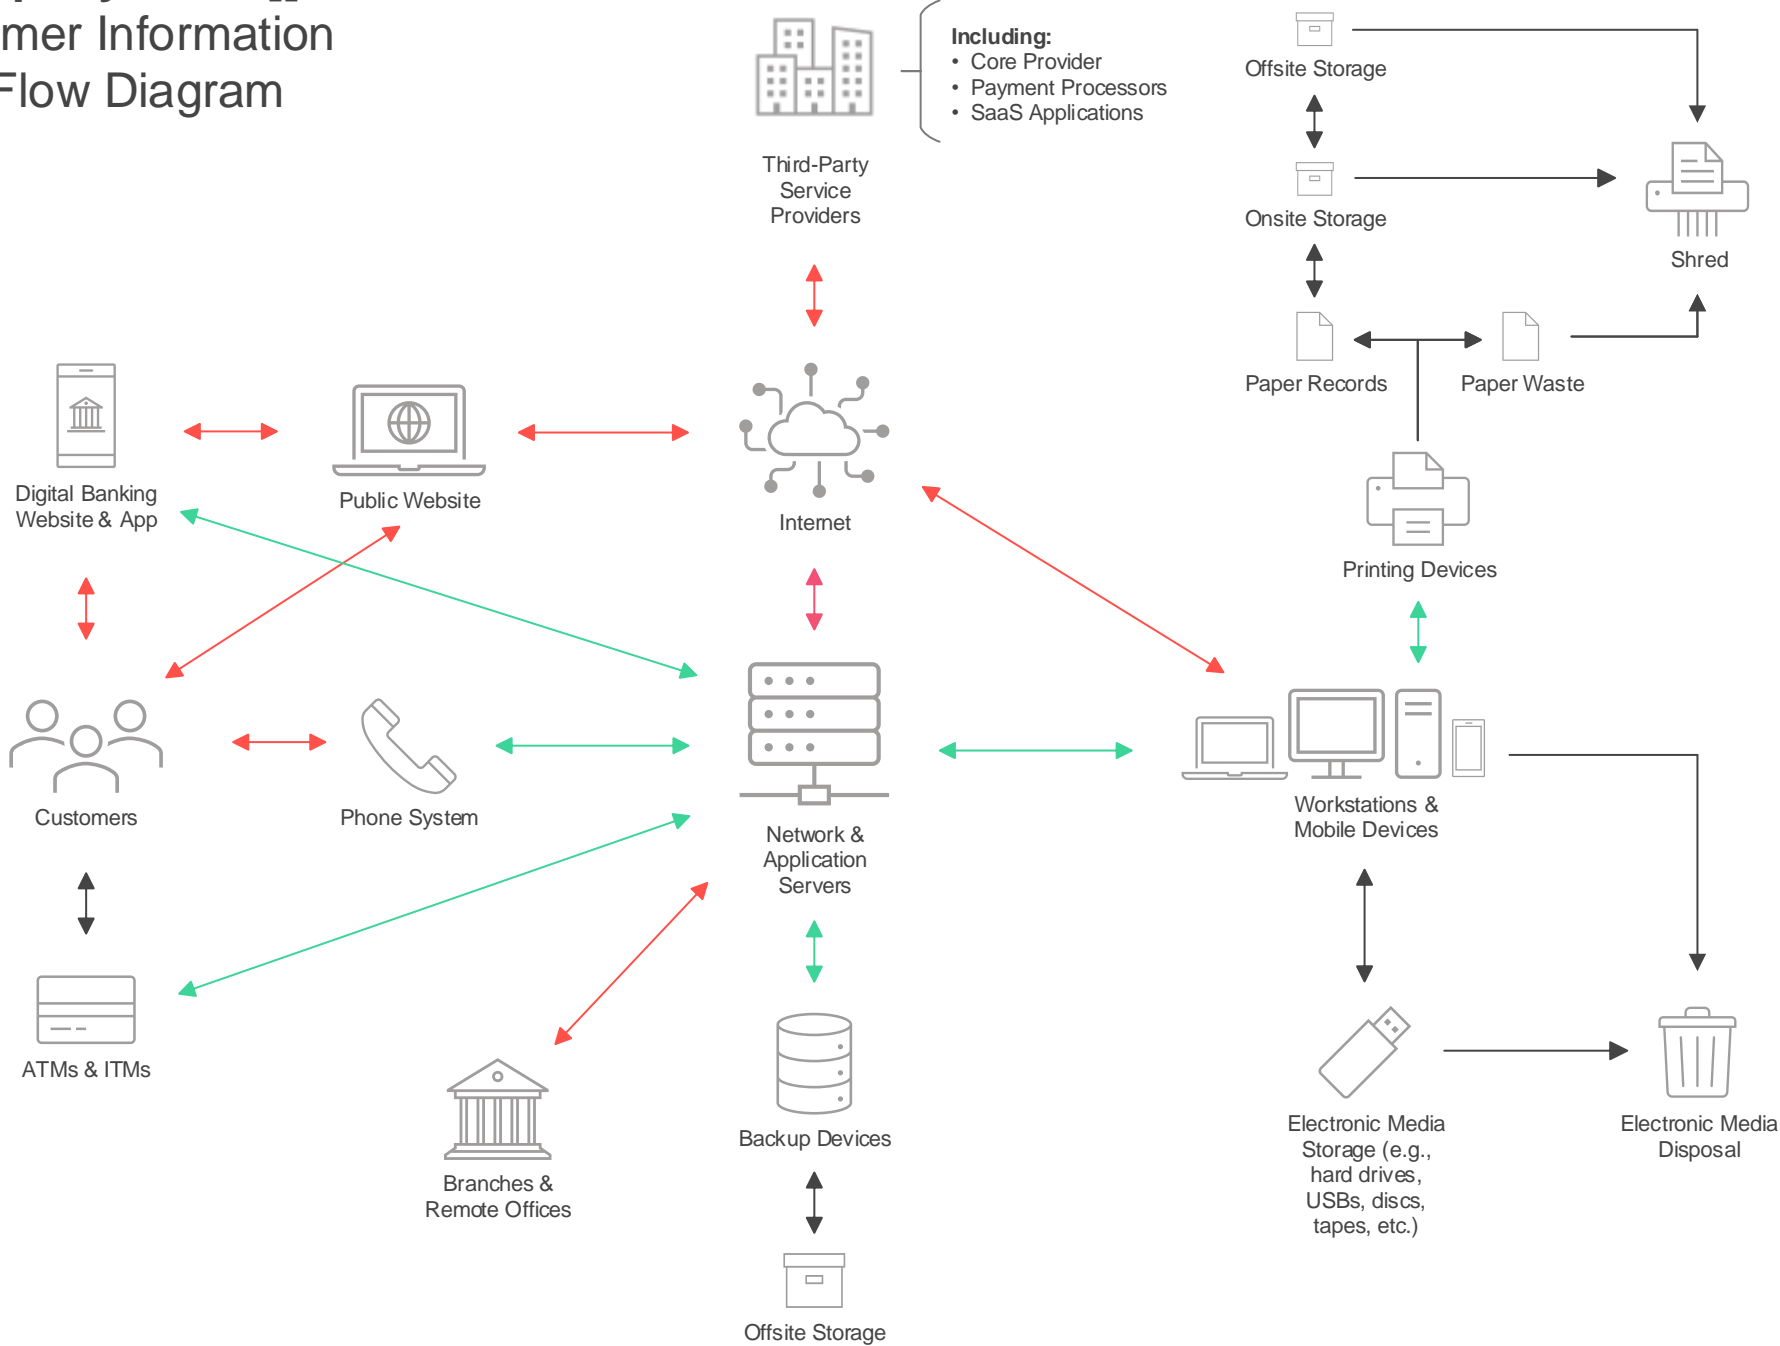 mer Information
Flow Diagram
Including:
• Core Provider
• Payment Processors
• SaaS Applications
Third-Party
Service
Providers
Offsite Storage
Onsite Storage
Shred
Paper Records
Paper Waste
Printing Devices
Digital Banking
Website & App
Public Website
Internet
Customers
Phone System
Network &
Application
Servers
Workstations &
Mobile Devices
ATMs & ITMs
Branches &
Remote Offices
Backup Devices
Offsite Storage
Electronic Media
Storage (e.g.,
hard drives,
USBs, discs,
tapes, etc.)
Electronic Media
Disposal